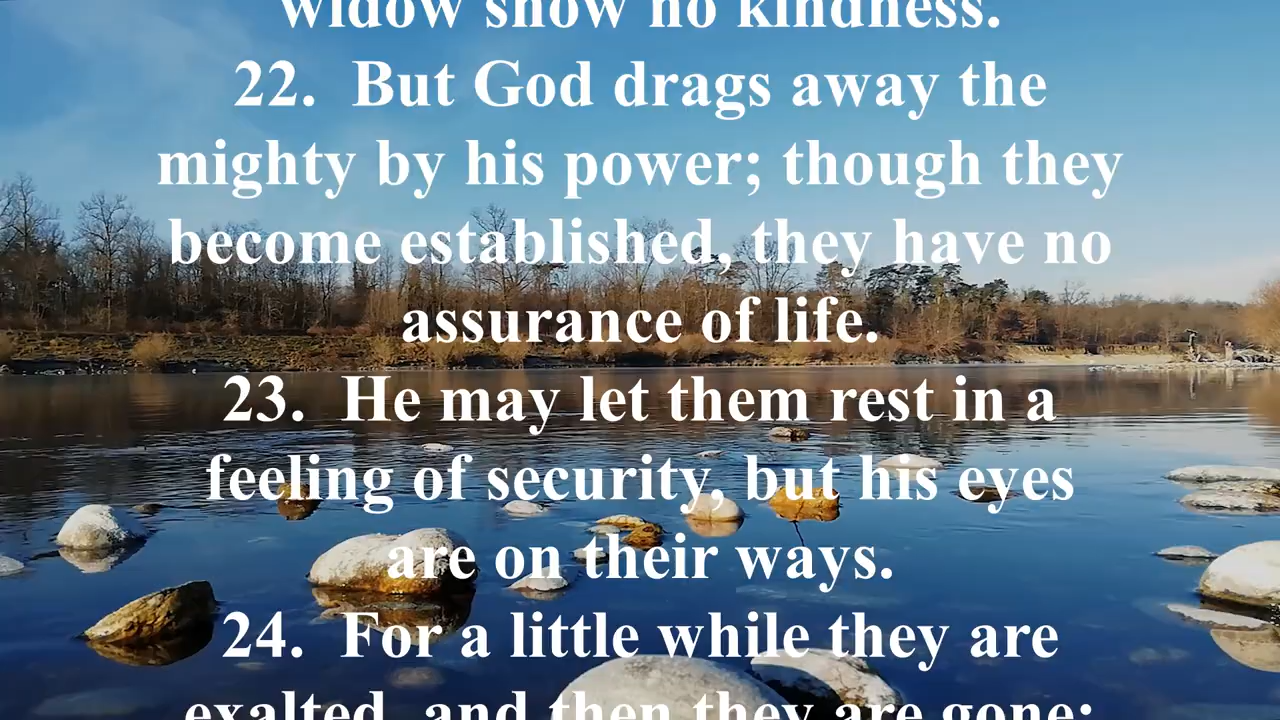 widow show no kindness.
22. But God drags away the
mighty by his power; though they
become established, they have no
assurance of life.
23. He may let them rest in a
feeling of security, but his eyes
are on their ways.
24. For a little while they are
exalted, and then they are gone;